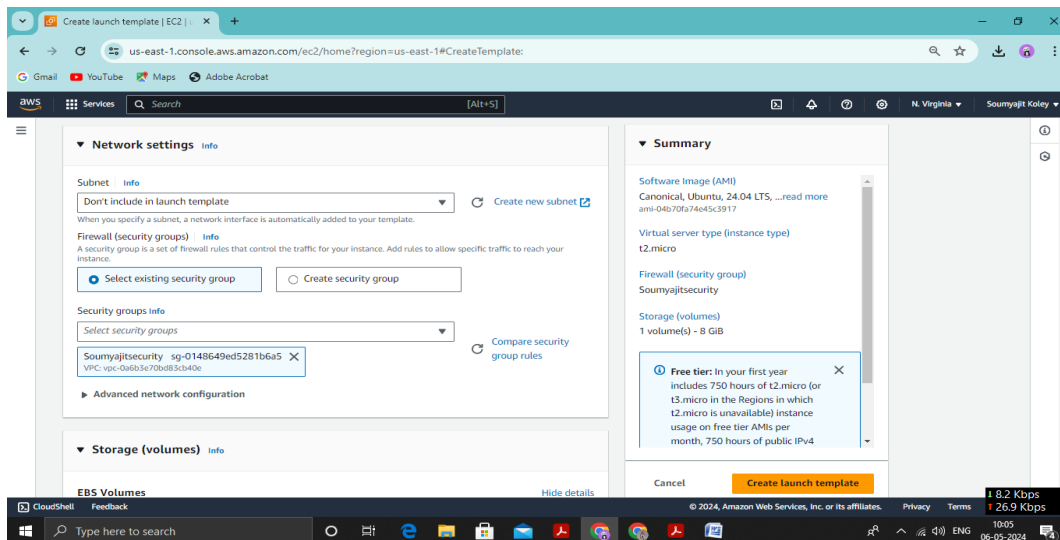 Create launch template | EC2 |
us-east-1.console.aws.amazon.com/ec2/home?region=us-east-1#CreateTemplate:
Gmail YouTube Maps Adobe Acrobat
aws Services Search [Alt+S] N. Virginia Soumyajit Koley
Network settings Info
Subnet Info
Don't include in launch template
Create new subnet
When you specify a subnet, a network interface is automatically added to your template.
Firewall (security groups) Info
A security group is a set of firewall rules that control the traffic for your instance. Add rules to allow specific traffic to reach your
instance.
Select existing security group Create security group
Security groups Info
Select security groups
Compare security
group rules
Soumyajitsecurity sg-0148649ed5281b6a5
VPC: vpc-0a6b3e70bd83cb40e
Advanced network configuration
Storage (volumes) Info
EBS Volumes Hide details
Summary
Software Image (AMI)
Canonical, Ubuntu, 24.04 LTS, ...read more
ami-04b70fa74e45c3917
Virtual server type (instance type)
t2.micro
Firewall (security group)
Soumyajitsecurity
Storage (volumes)
1 volume(s) - 8 GiB
Free tier: In your first year
includes 750 hours of t2.micro (or
t3.micro in the Regions in which
t2.micro is unavailable) instance
usage on free tier AMIs per
month, 750 hours of public IPv4
Cancel Create launch template
CloudShell Feedback © 2024, Amazon Web Services, Inc. or its affiliates. Privacy Terms
8.2 Kbps
26.9 Kbps
Type here to search
ENG
10:05
06-05-2024